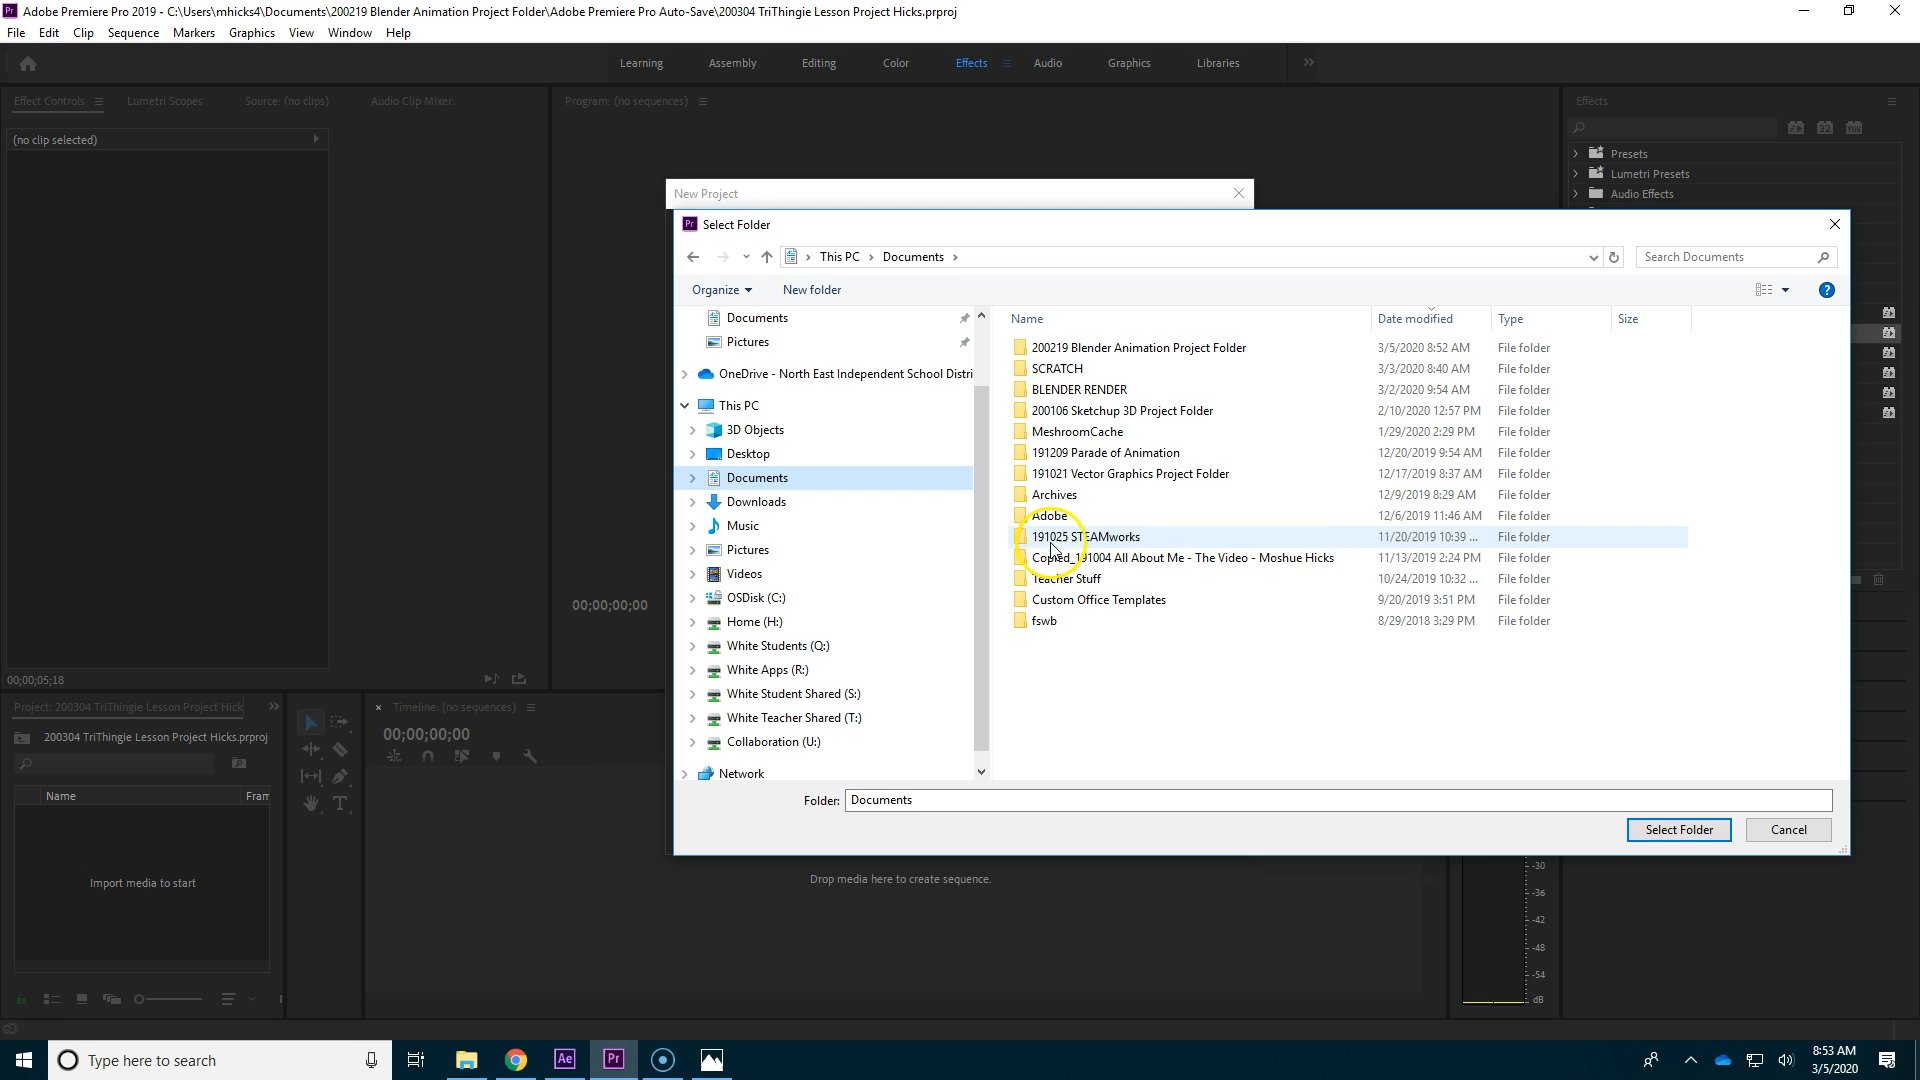 Adobe Premiere Pro 2019 - C:\Users\mhicks4\Documents\200219 Blender Animation Project Folder\Adobe Premiere Pro Auto-Save\200304 TriThingie Lesson Project Hicks.prproj
File Edit Clip Sequence Markers Graphics View Window Help
Learning Assembly Editing Color Effects Audio Graphics Libraries
Effect Controls Lumetri Scopes Source: (no clips) Audio Clip Mixer:
Program: (no sequences)
Effects
(no clip selected)
Presets
Lumetri Presets
Audio Effects
New Project
Select Folder
This PC > Documents >
Search Documents
Organize New folder
Documents
Pictures
OneDrive - North East Independent School Distri
This PC
3D Objects
Desktop
Documents
Downloads
Music
Pictures
Videos
OSDisk (C:)
Home (H:)
White Students (Q:)
White Apps (R:)
White Student Shared (S:)
White Teacher Shared (T:)
Collaboration (U:)
Network
Name Date modified Type Size
200219 Blender Animation Project Folder 3/5/2020 8:52 AM File folder
SCRATCH 3/3/2020 8:40 AM File folder
BLENDER RENDER 3/2/2020 9:54 AM File folder
200106 Sketchup 3D Project Folder 2/10/2020 12:57 PM File folder
MeshroomCache 1/29/2020 2:29 PM File folder
191209 Parade of Animation 12/20/2019 9:54 AM File folder
191021 Vector Graphics Project Folder 12/17/2019 8:37 AM File folder
Archives 12/9/2019 8:29 AM File folder
Adobe 12/6/2019 11:46 AM File folder
191025 STEAMworks 11/20/2019 10:39 ... File folder
Copied_191004 All About Me - The Video - Moshue Hicks 11/13/2019 2:24 PM File folder
Teacher Stuff 10/24/2019 10:32 ... File folder
Custom Office Templates 9/20/2019 3:51 PM File folder
fswb 8/29/2018 3:29 PM File folder
Folder: Documents
Select Folder Cancel
00;00;00;00
00;00;05;18
Project: 200304 TriThingie Lesson Project Hick
200304 TriThingie Lesson Project Hicks.prproj
Name Fram
Import media to start
Timeline: (no sequences)
00;00;00;00
Drop media here to create sequence.
-30
-36
-42
-48
-54
dB
Type here to search
Ae
Pr
8:53 AM
3/5/2020